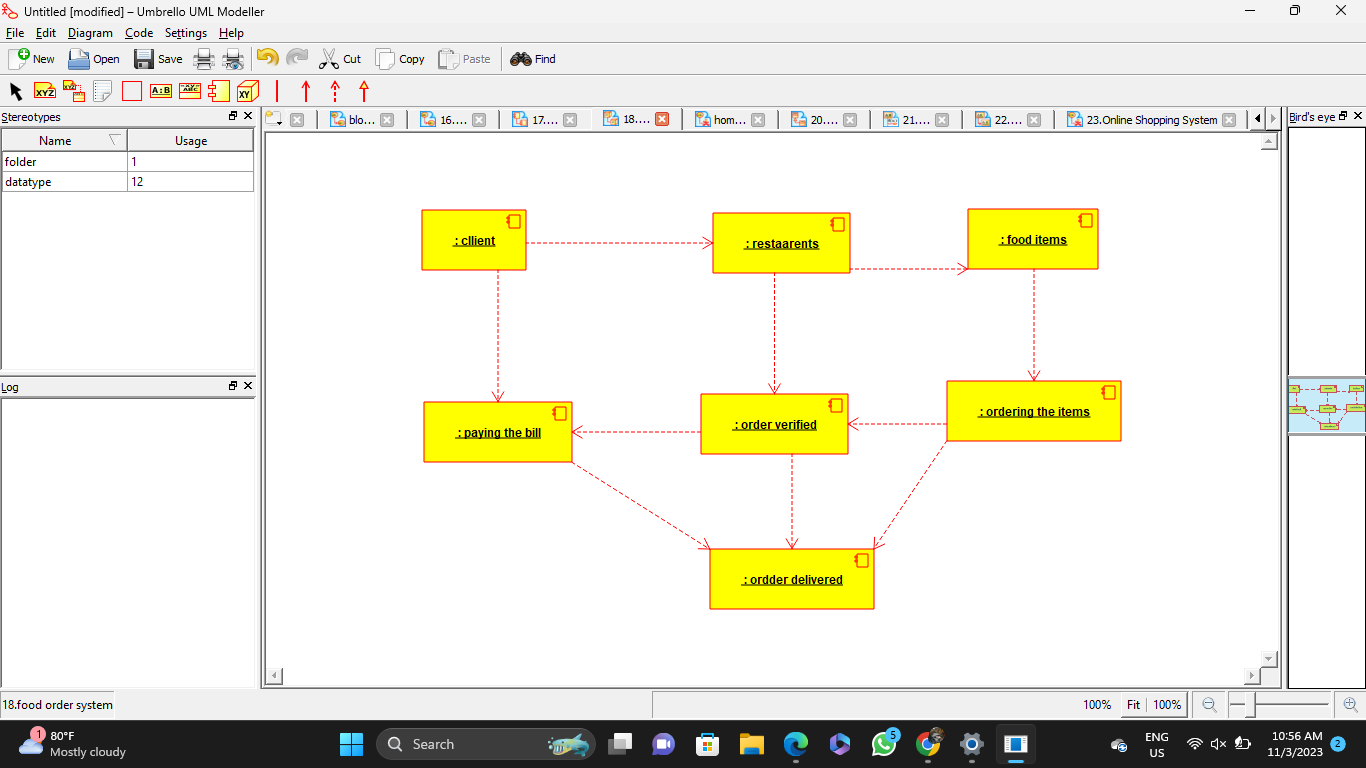 Untitled [modified] – Umbrello UML Modeller
File Edit Diagram Code Settings Help
New Open Save Cut Copy Paste Find
XYZ XYZ A:B ABC XY
Stereotypes
Name Usage
folder 1
datatype 12
Log
blo... 16.... 17.... 18.... hom... 20.... 21.... 22.... 23.Online Shopping System
Bird's eye
: cllient
: restaarents
: food items
: paying the bill
: order verified
: ordering the items
: ordder delivered
18.food order system
100% Fit 100%
1
80°F
Mostly cloudy
Search
5
ENG
US
10:56 AM
11/3/2023
2